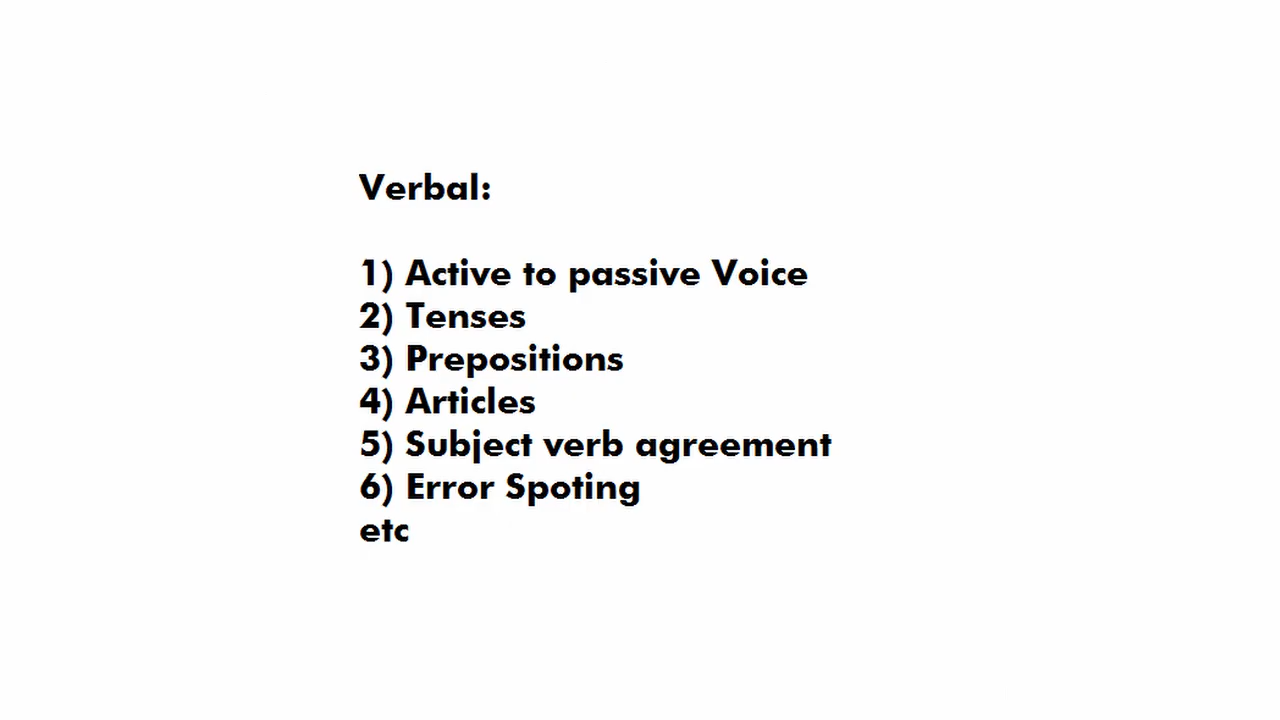 Verbal:
1) Active to passive Voice
2) Tenses
3) Prepositions
4) Articles
5) Subject verb agreement
6) Error Spoting
etc